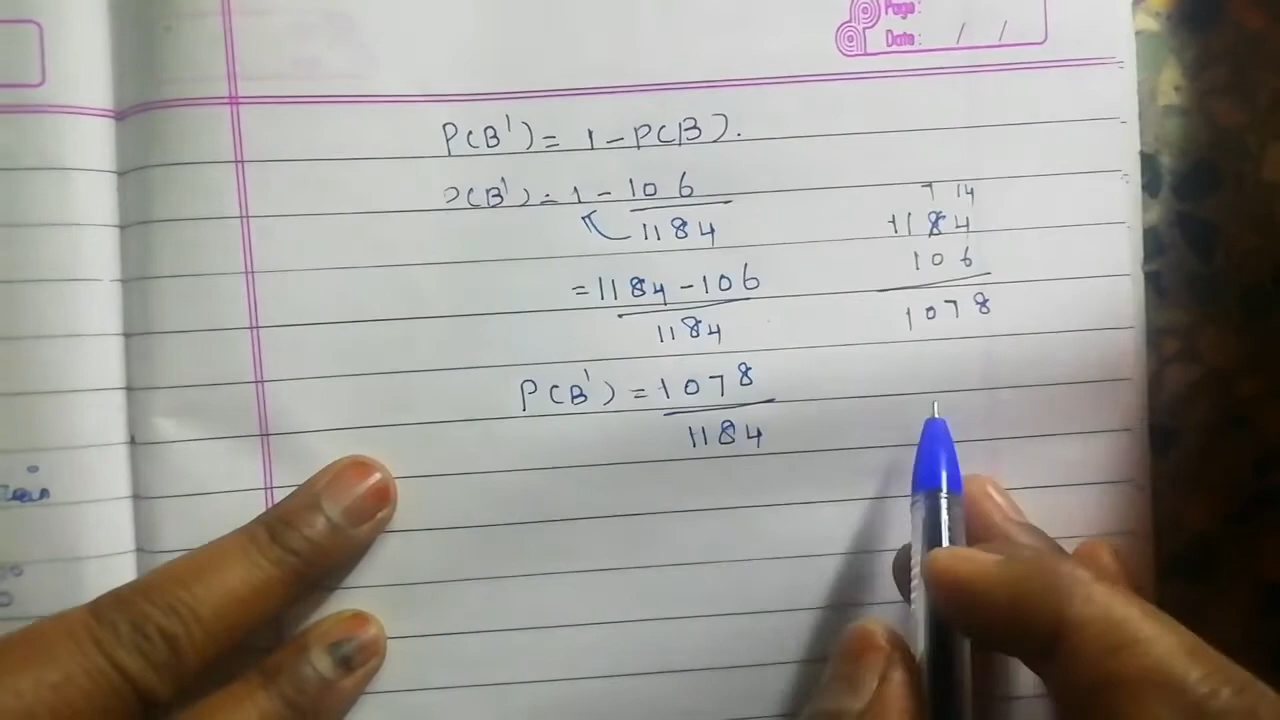 Page:
Date: / /
P(B') = 1 - P(B).
P(B') = 1 - 106
1184
= 1184 - 106
1184
P(B') = 1078
1184
7 14
1184
106
1078